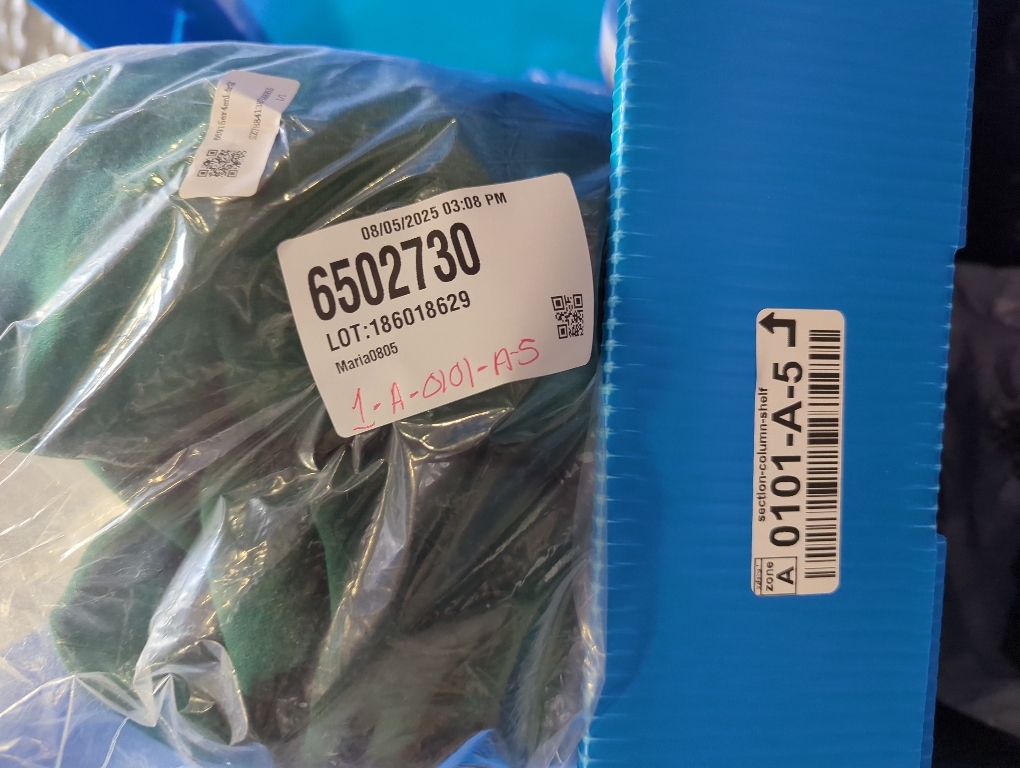 08/05/2025 03:08 PM
6502730
LOT:186018629
Maria0805
1-A-0101-A-5
section-column-shelf
zone
A
0101-A-5